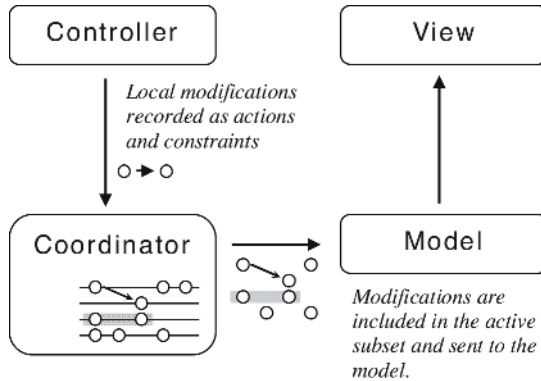 Controller
View
Local modifications
recorded as actions
and constraints
Coordinator
Model
Modifications are
included in the active
subset and sent to the
model.